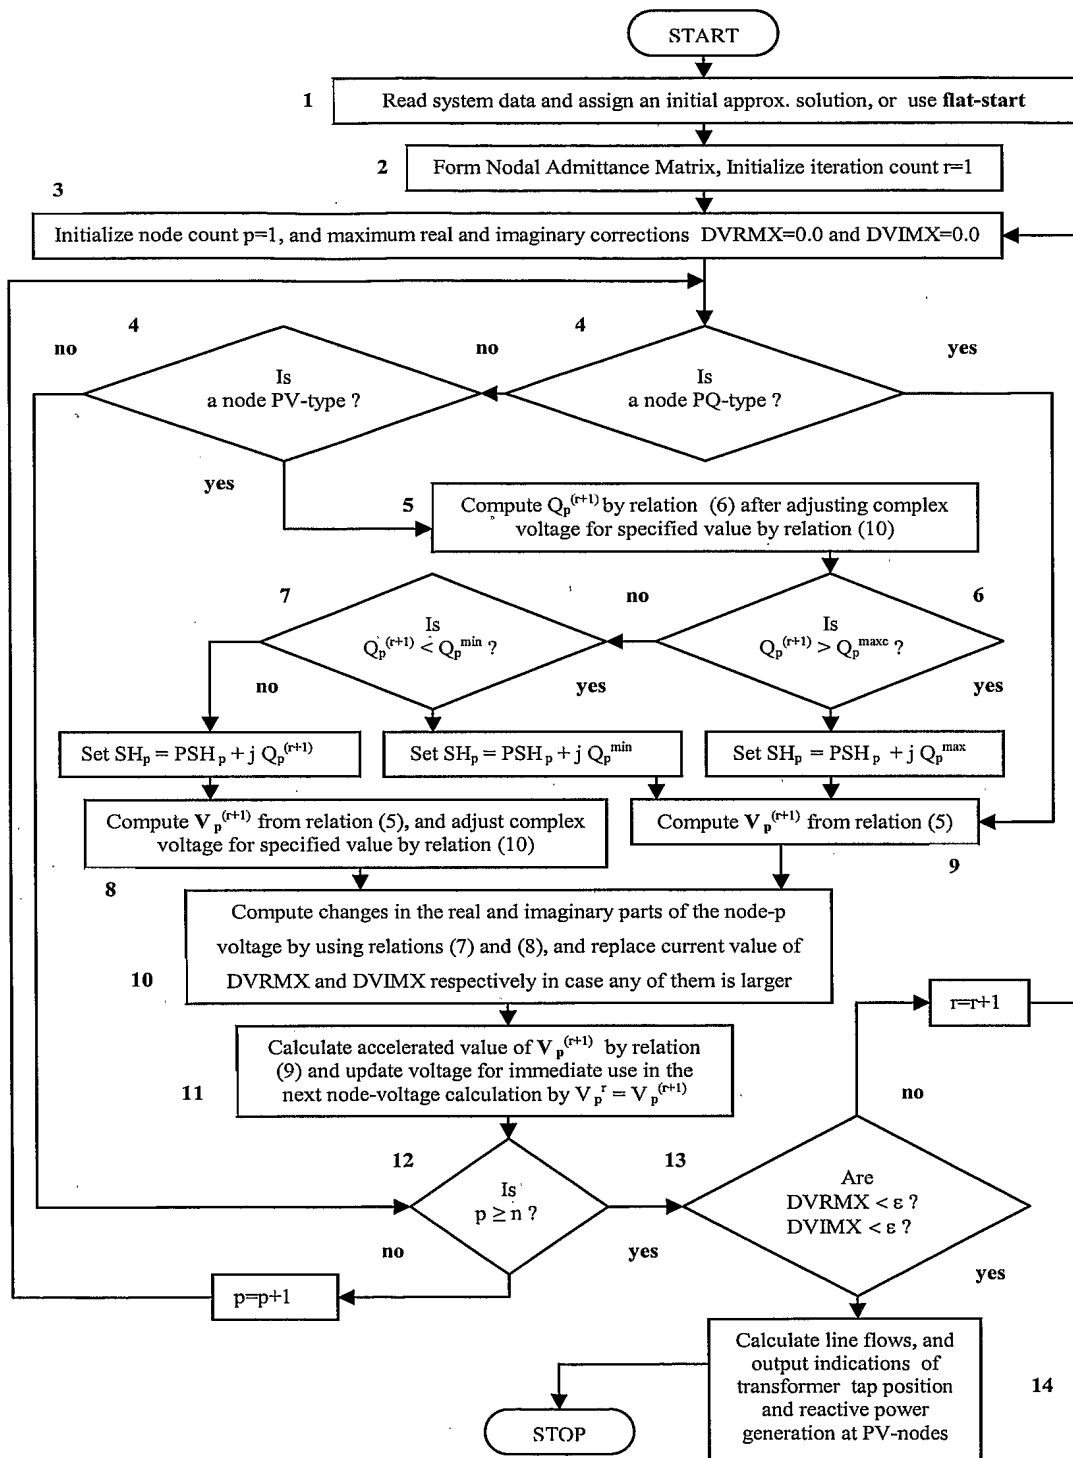 START
1
Read system data and assign an initial approx. solution, or use flat-start
2
Form Nodal Admittance Matrix, Initialize iteration count r=1
3
Initialize node count p=1, and maximum real and imaginary corrections DVRMX=0.0 and DVIMX=0.0
4
4
no
no
yes
Is
a node PV-type ?
Is
a node PQ-type ?
yes
5
Compute Qp(r+1) by relation (6) after adjusting complex
voltage for specified value by relation (10)
7
no
6
Is
Qp(r+1) < Qpmin ?
Is
Qp(r+1) > Qpmaxc ?
no
yes
yes
Set SHp = PSHp + j Qp(r+1)
Set SHp = PSHp + j Qpmin
Set SHp = PSHp + j Qpmax
Compute Vp(r+1) from relation (5), and adjust complex
voltage for specified value by relation (10)
Compute Vp(r+1) from relation (5)
8
9
Compute changes in the real and imaginary parts of the node-p
voltage by using relations (7) and (8), and replace current value of
DVRMX and DVIMX respectively in case any of them is larger
10
r=r+1
Calculate accelerated value of Vp(r+1) by relation
(9) and update voltage for immediate use in the
next node-voltage calculation by Vpr = Vp(r+1)
11
no
12
13
Is
p ≥ n ?
Are
DVRMX < ε ?
DVIMX < ε ?
no
yes
yes
p=p+1
Calculate line flows, and
output indications of
transformer tap position
and reactive power
generation at PV-nodes
14
STOP